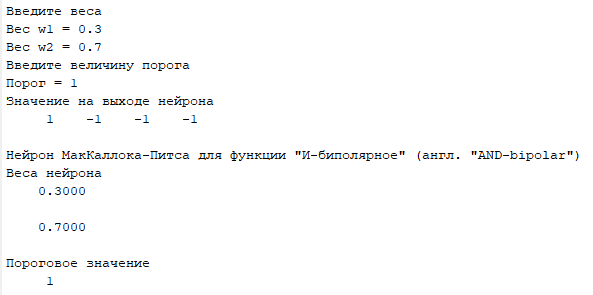 Введите веса
Вес w1 = 0.3
Вес w2 = 0.7
Введите величину порога
Порог = 1
Значение на выходе нейрона
1 -1 -1 -1
Нейрон МакКаллока-Питса для функции "И-биполярное" (англ. "AND-bipolar")
Веса нейрона
0.3000
0.7000
Пороговое значение
1